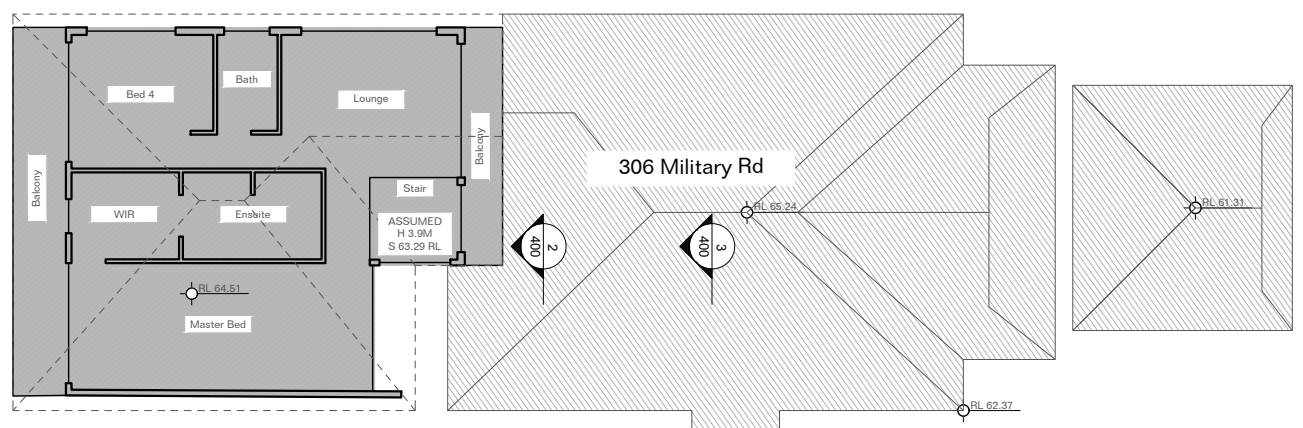 Bed 4
Bath
Lounge
Balcony
Balcony
306 Military Rd
Stair
WIR
Ensuite
ASSUMED
H 3.9M
S 63.29 RL
RL 65.24
RL 61.31
2
400
3
400
RL 64.51
Master Bed
RL 62.37